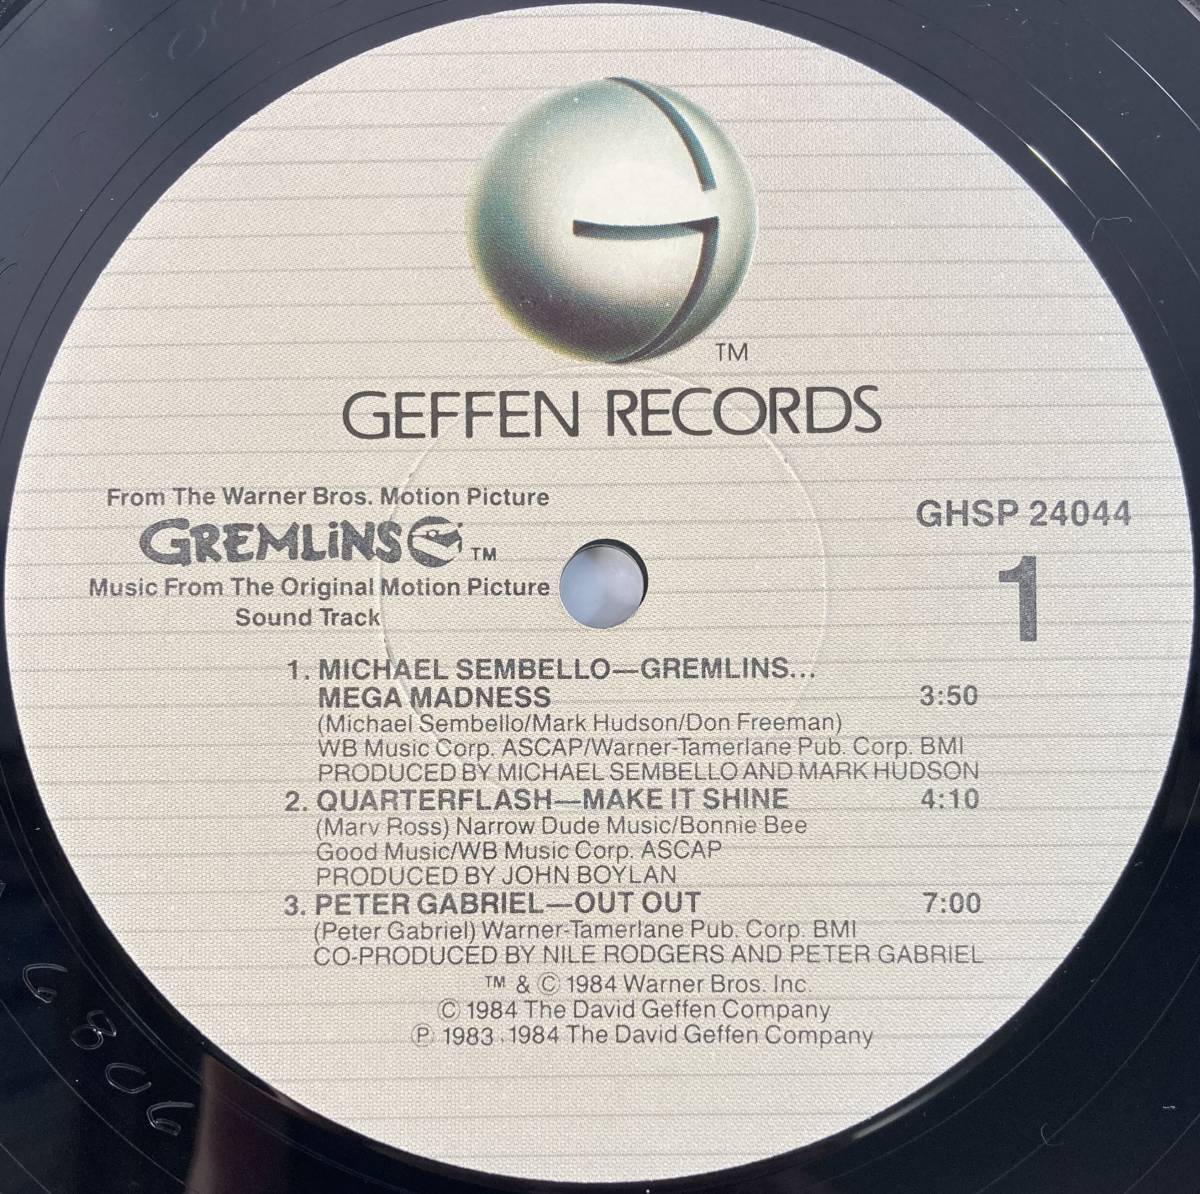 TM
GEFFEN RECORDS
From The Warner Bros. Motion Picture
GREMLiNS TM
Music From The Original Motion Picture
Sound Track
GHSP 24044
1
1. MICHAEL SEMBELLO—GREMLINS...
MEGA MADNESS 3:50
(Michael Sembello/Mark Hudson/Don Freeman)
WB Music Corp. ASCAP/Warner-Tamerlane Pub. Corp. BMI
PRODUCED BY MICHAEL SEMBELLO AND MARK HUDSON
2. QUARTERFLASH—MAKE IT SHINE 4:10
(Marv Ross) Narrow Dude Music/Bonnie Bee
Good Music/WB Music Corp. ASCAP
PRODUCED BY JOHN BOYLAN
3. PETER GABRIEL—OUT OUT 7:00
(Peter Gabriel) Warner-Tamerlane Pub. Corp. BMI
CO-PRODUCED BY NILE RODGERS AND PETER GABRIEL
™ & © 1984 Warner Bros. Inc.
© 1984 The David Geffen Company
℗ 1983, 1984 The David Geffen Company